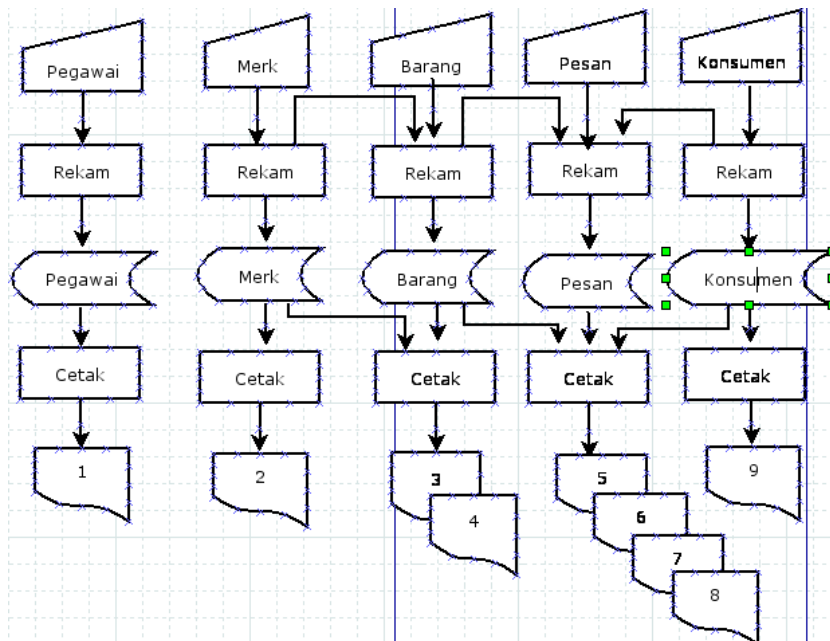 Pegawai
Merk
Barang
Pesan
Konsumen
Rekam
Rekam
Rekam
Rekam
Rekam
Pegawai
Merk
Barang
Pesan
Konsumen
Cetak
Cetak
Cetak
Cetak
Cetak
1
2
3
4
5
6
7
8
9